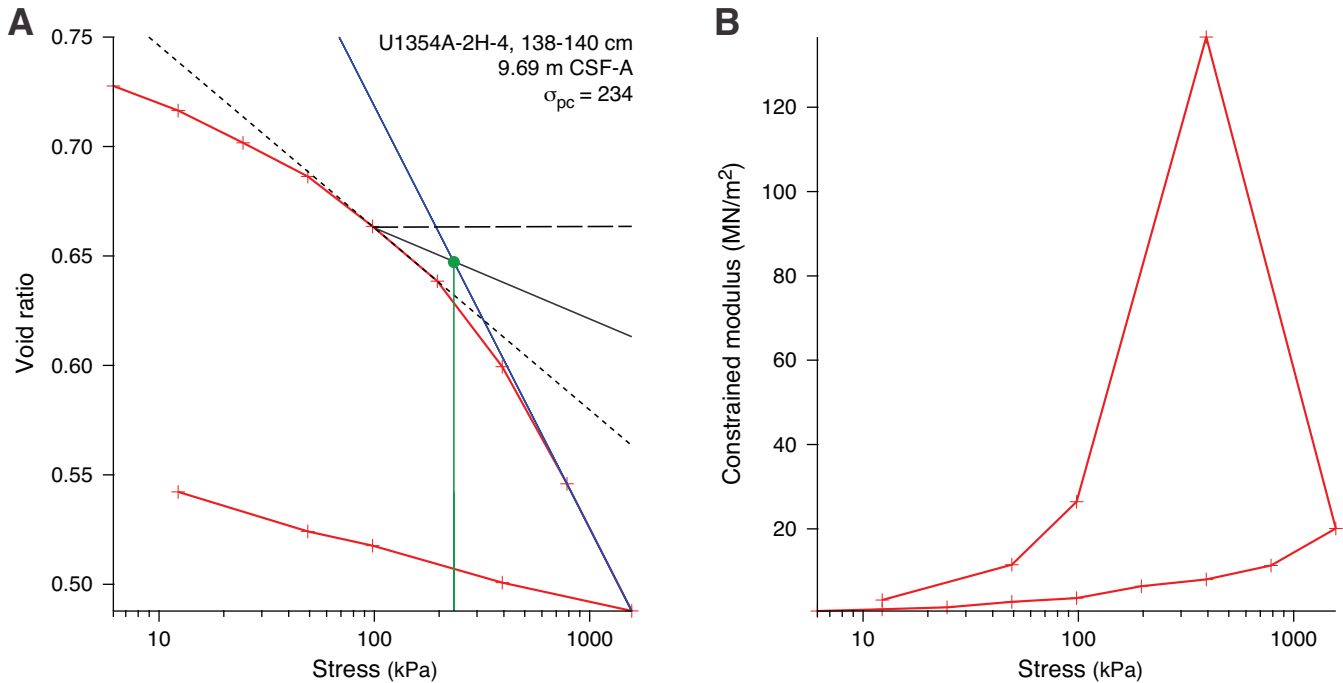 A
U1354A-2H-4, 138-140 cm
9.69 m CSF-A
σpc = 234
0.75
0.70
0.65
0.60
0.55
0.50
Void ratio
10 100 1000
Stress (kPa)
B
120
100
80
60
40
20
Constrained modulus (MN/m²)
10 100 1000
Stress (kPa)